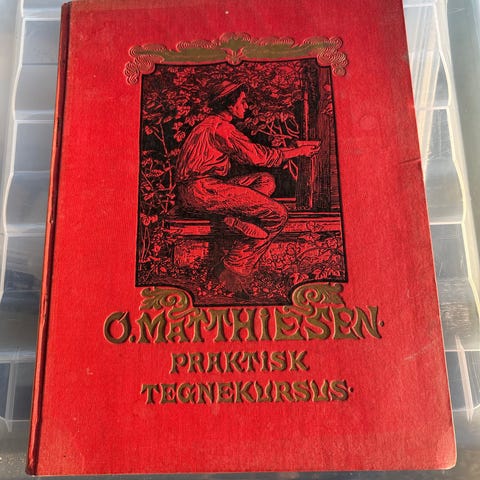 O. MATTHIESEN·
PRAKTISK
TEGNEKURSUS·